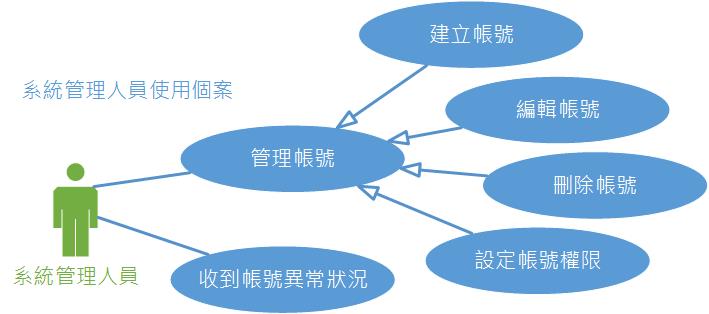 建立帳號
系統管理人員使用個案
編輯帳號
管理帳號
刪除帳號
設定帳號權限
系統管理人員
收到帳號異常狀況